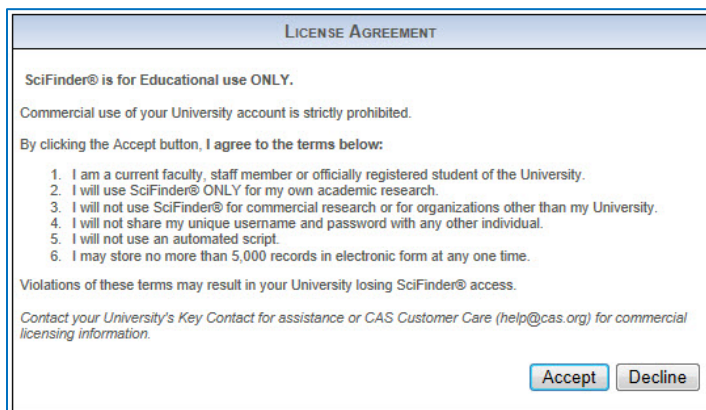 LICENSE AGREEMENT
SciFinder® is for Educational use ONLY.
Commercial use of your University account is strictly prohibited.
By clicking the Accept button, I agree to the terms below:
1. I am a current faculty, staff member or officially registered student of the University.
2. I will use SciFinder® ONLY for my own academic research.
3. I will not use SciFinder® for commercial research or for organizations other than my University.
4. I will not share my unique username and password with any other individual.
5. I will not use an automated script.
6. I may store no more than 5,000 records in electronic form at any one time.
Violations of these terms may result in your University losing SciFinder® access.
Contact your University's Key Contact for assistance or CAS Customer Care (help@cas.org) for commercial
licensing information.
Accept Decline